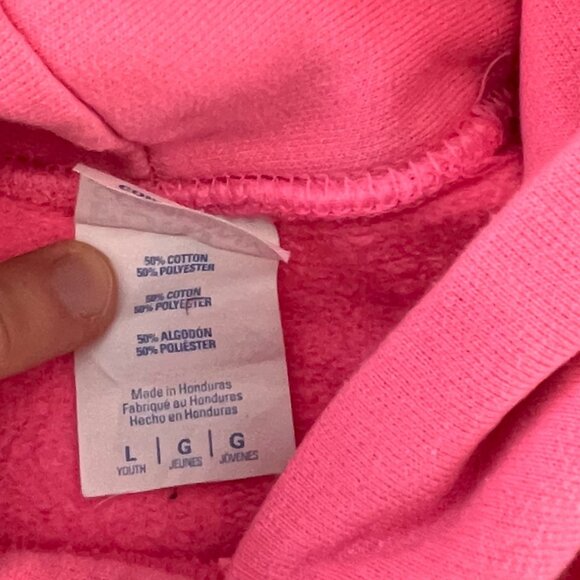 50% COTTON
50% POLYESTER
50% COTON
50% POLYESTER
50% ALGODÓN
50% POLIÉSTER
Made in Honduras
Fabriqué au Honduras
Hecho en Honduras
L | G | G
YOUTH JEUNES JÓVENES